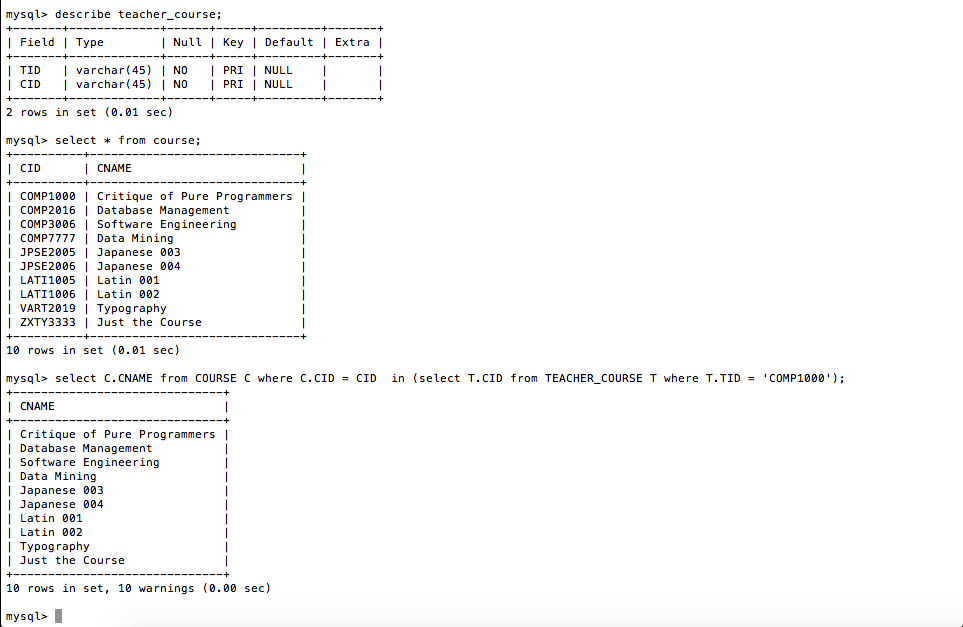 mysql> describe teacher_course;
+-------+-------------+------+-----+---------+-------+
| Field | Type        | Null | Key | Default | Extra |
+-------+-------------+------+-----+---------+-------+
| TID   | varchar(45) | NO   | PRI | NULL    |       |
| CID   | varchar(45) | NO   | PRI | NULL    |       |
+-------+-------------+------+-----+---------+-------+
2 rows in set (0.01 sec)

mysql> select * from course;
+----------+------------------------------+
| CID      | CNAME                        |
+----------+------------------------------+
| COMP1000 | Critique of Pure Programmers |
| COMP2016 | Database Management          |
| COMP3006 | Software Engineering         |
| COMP7777 | Data Mining                  |
| JPSE2005 | Japanese 003                 |
| JPSE2006 | Japanese 004                 |
| LATI1005 | Latin 001                    |
| LATI1006 | Latin 002                    |
| VART2019 | Typography                   |
| ZXTY3333 | Just the Course              |
+----------+------------------------------+
10 rows in set (0.01 sec)

mysql> select C.CNAME from COURSE C where C.CID = CID  in (select T.CID from TEACHER_COURSE T where T.TID = 'COMP1000');
+------------------------------+
| CNAME                        |
+------------------------------+
| Critique of Pure Programmers |
| Database Management          |
| Software Engineering         |
| Data Mining                  |
| Japanese 003                 |
| Japanese 004                 |
| Latin 001                    |
| Latin 002                    |
| Typography                   |
| Just the Course              |
+------------------------------+
10 rows in set, 10 warnings (0.00 sec)

mysql>